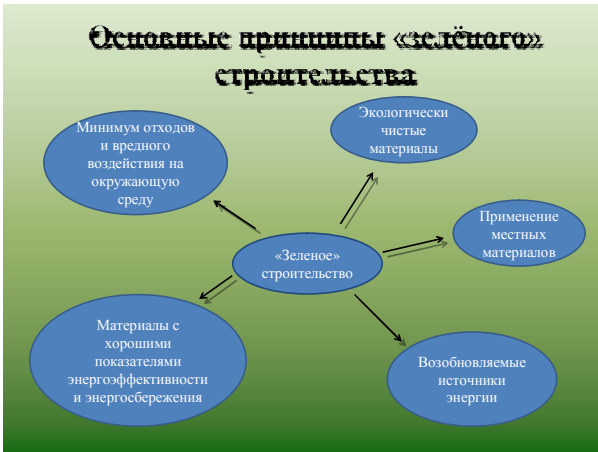 Основные принципы «зелёного»
строительства
Минимум отходов
и вредного
воздействия на
окружающую
среду
Экологически
чистые
материалы
Применение
местных
материалов
«Зеленое»
строительство
Материалы с
хорошими
показателями
энергоэффективности
и энергосбережения
Возобновляемые
источники
энергии